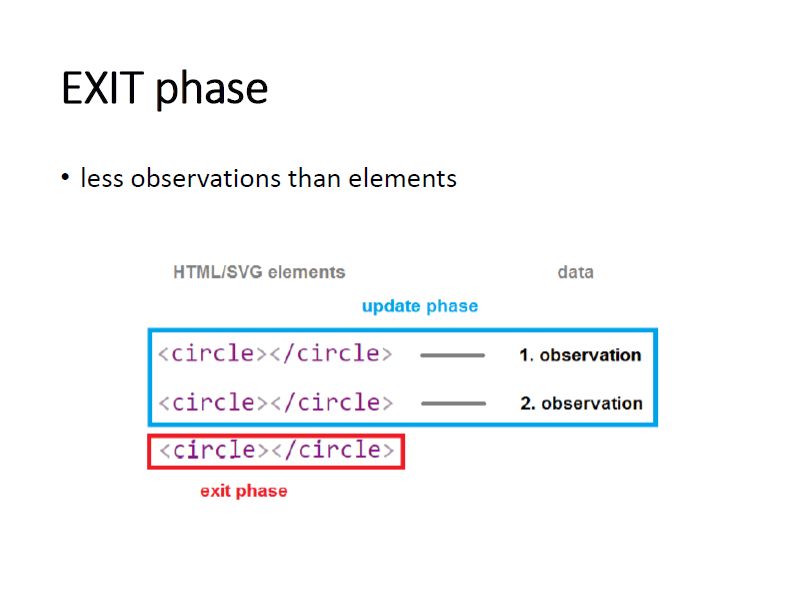 EXIT phase
• less observations than elements
HTML/SVG elements data
update phase
<circle></circle> 1. observation
<circle></circle> 2. observation
<circle></circle>
exit phase